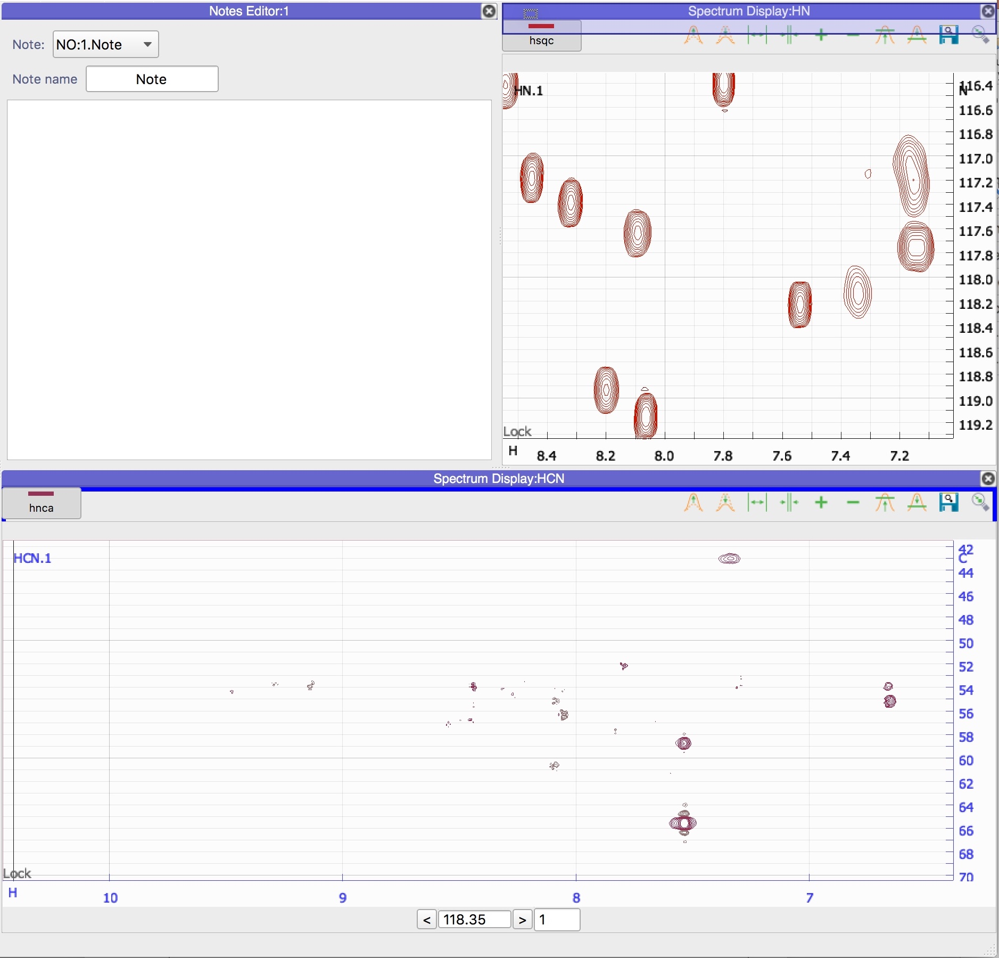 Notes Editor:1
Note:
NO:1.Note
Note name
Note
Spectrum Display:HN
hsqc
HN.1
N
116.4
116.6
116.8
117.0
117.2
117.4
117.6
117.8
118.0
118.2
118.4
118.6
118.8
119.0
119.2
Lock
H
8.4
8.2
8.0
7.8
7.6
7.4
7.2
Spectrum Display:HCN
hnca
HCN.1
42
C
44
46
48
50
52
54
56
58
60
62
64
66
68
70
Lock
H
10
9
8
7
<
118.35
>
1